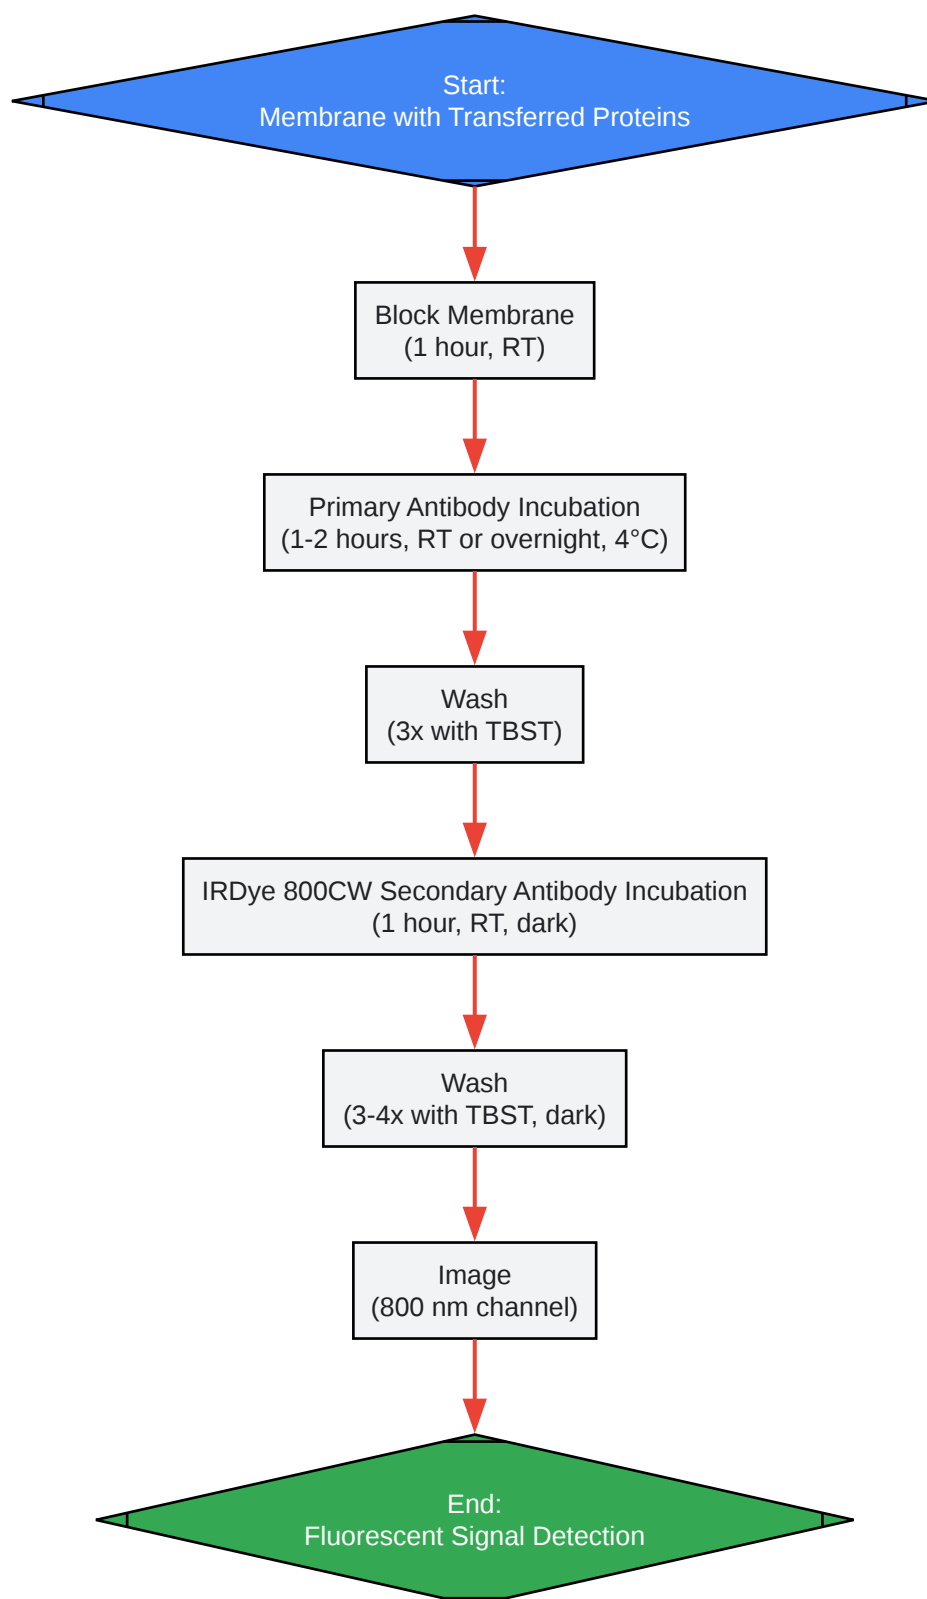 Start:
Membrane with Transferred Proteins
Block Membrane
(1 hour, RT)
Primary Antibody Incubation
(1-2 hours, RT or overnight, 4°C)
Wash
(3x with TBST)
IRDye 800CW Secondary Antibody Incubation
(1 hour, RT, dark)
Wash
(3-4x with TBST, dark)
Image
(800 nm channel)
End:
Fluorescent Signal Detection